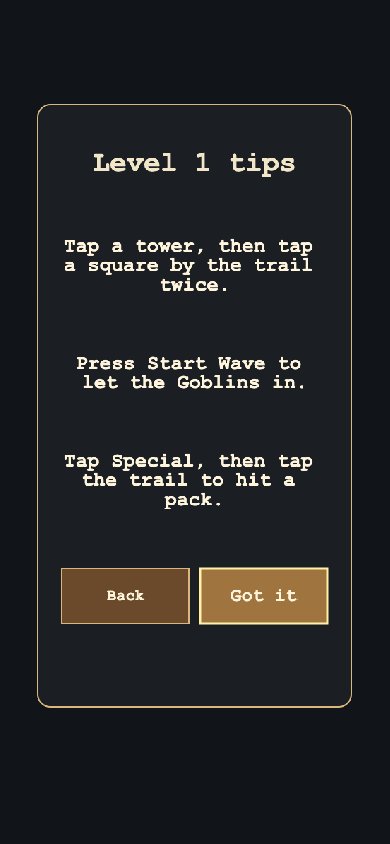 Level 1 tips
Tap a tower, then tap
a square by the trail
twice.
Press Start Wave to
let the Goblins in.
Tap Special, then tap
the trail to hit a
pack.
Back
Got it